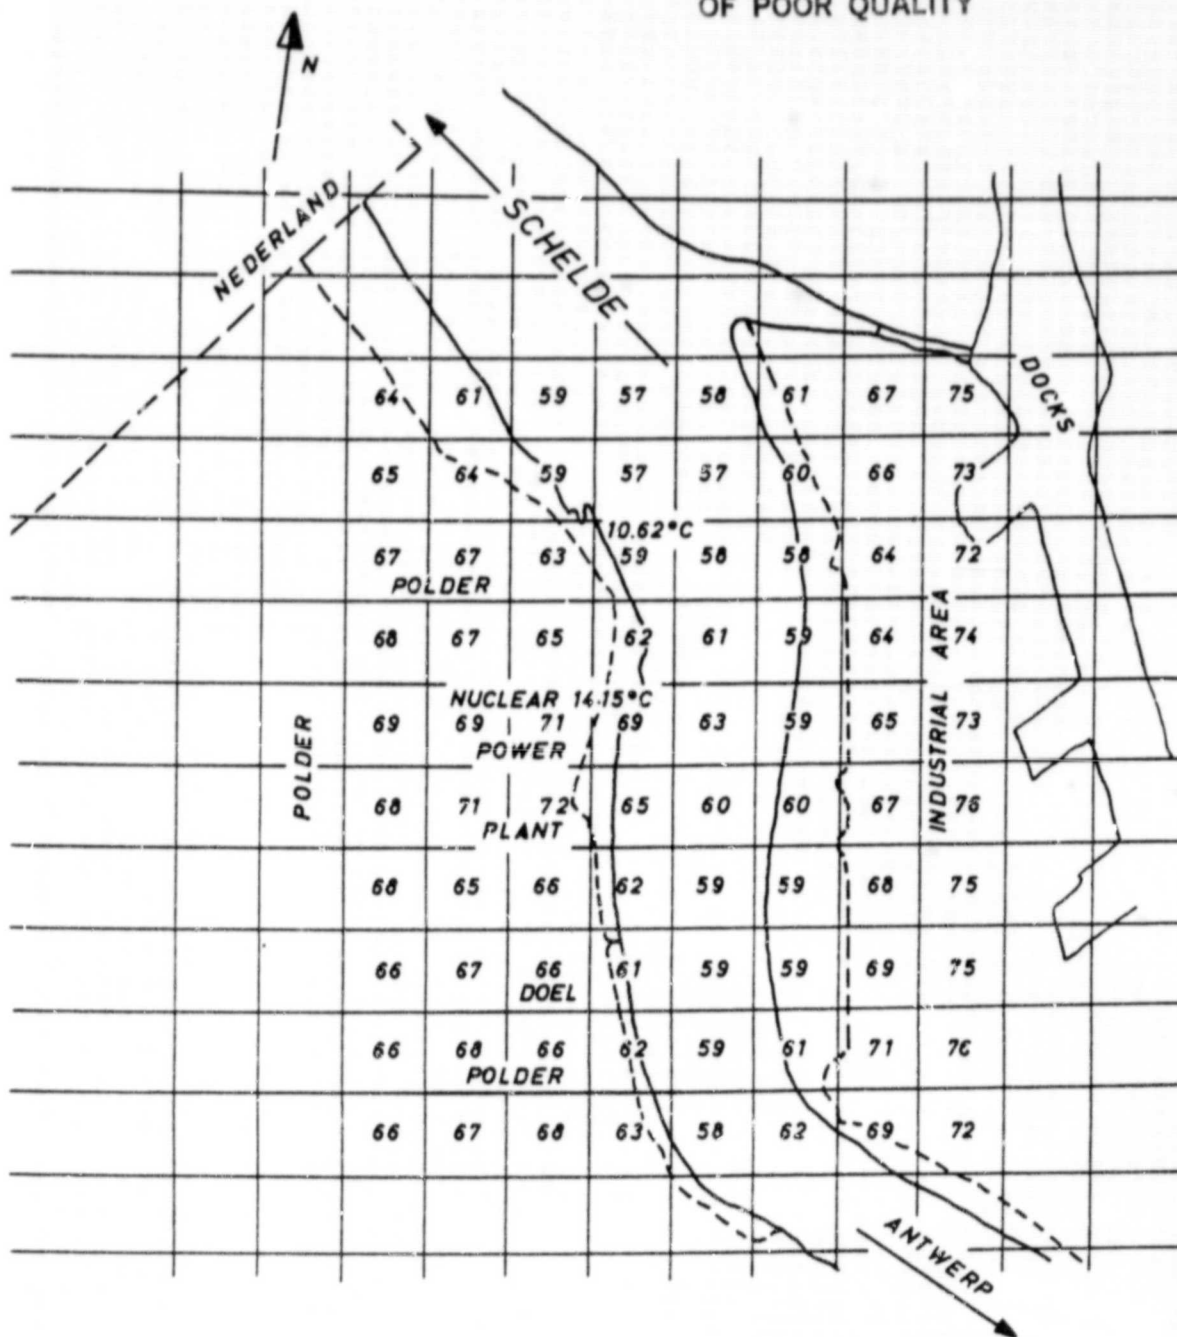 OF POOR QUALITY
N
NEDERLAND
SCHELDE
DOCKS
64 61 59 57 58 61 67 75
65 64 59 57 57 60 66 73
10.62°C
67 67 63 59 58 58 64 72
POLDER
68 67 65 62 61 59 64 74
INDUSTRIAL AREA
NUCLEAR 14.15°C
69 69 71 69 63 59 65 73
POWER
POLDER
68 71 72 65 60 60 67 76
PLANT
68 65 66 62 59 59 68 75
66 67 66 61 59 59 69 75
DOEL
66 68 66 62 59 61 71 76
POLDER
66 67 68 63 58 62 69 72
ANTWERP